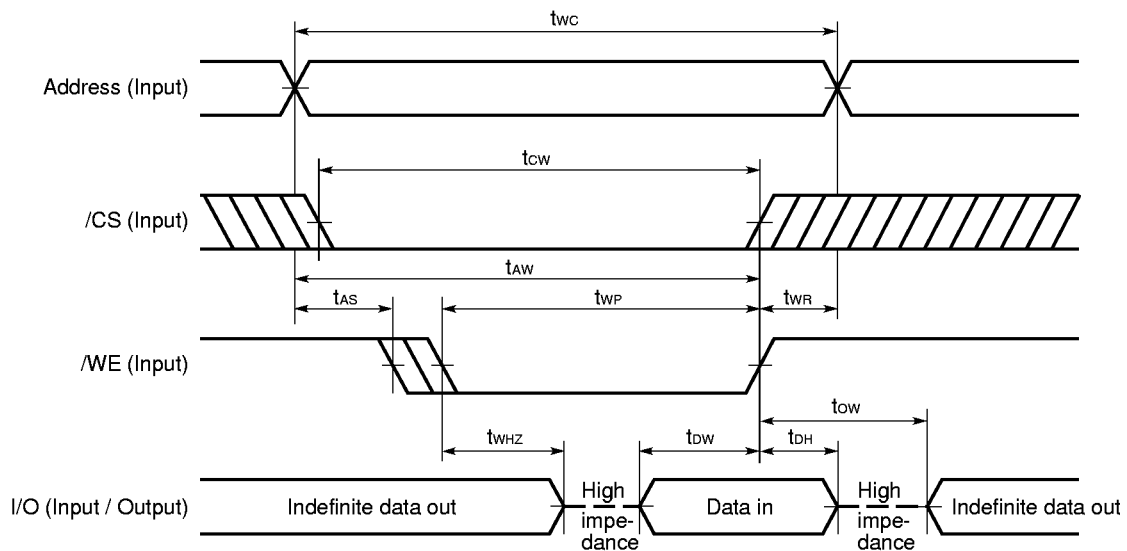 tWC
Address (Input)
tCW
/CS (Input)
tAW
tAS
tWP
tWR
/WE (Input)
tOW
tWHZ
tDW
tDH
I/O (Input / Output)
Indefinite data out
High
impe-
dance
Data in
High
impe-
dance
Indefinite data out